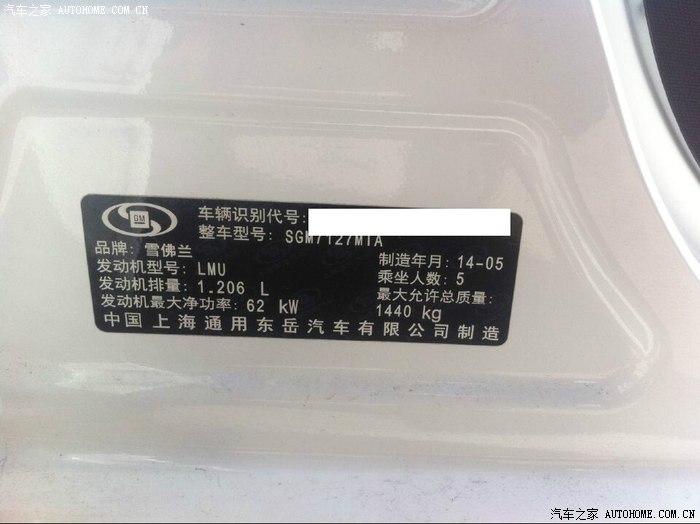 汽车之家 AUTOHOME.COM.CN
GM
车辆识别代号:
整车型号: SGM7127MTA
品牌: 雪佛兰
制造年月: 14-05
发动机型号: LMU
乘坐人数: 5
发动机排量: 1.206 L
最大允许总质量:
发动机最大净功率: 62 kW
1440 kg
中国上海通用东岳汽车有限公司制造
汽车之家 AUTOHOME.COM.CN